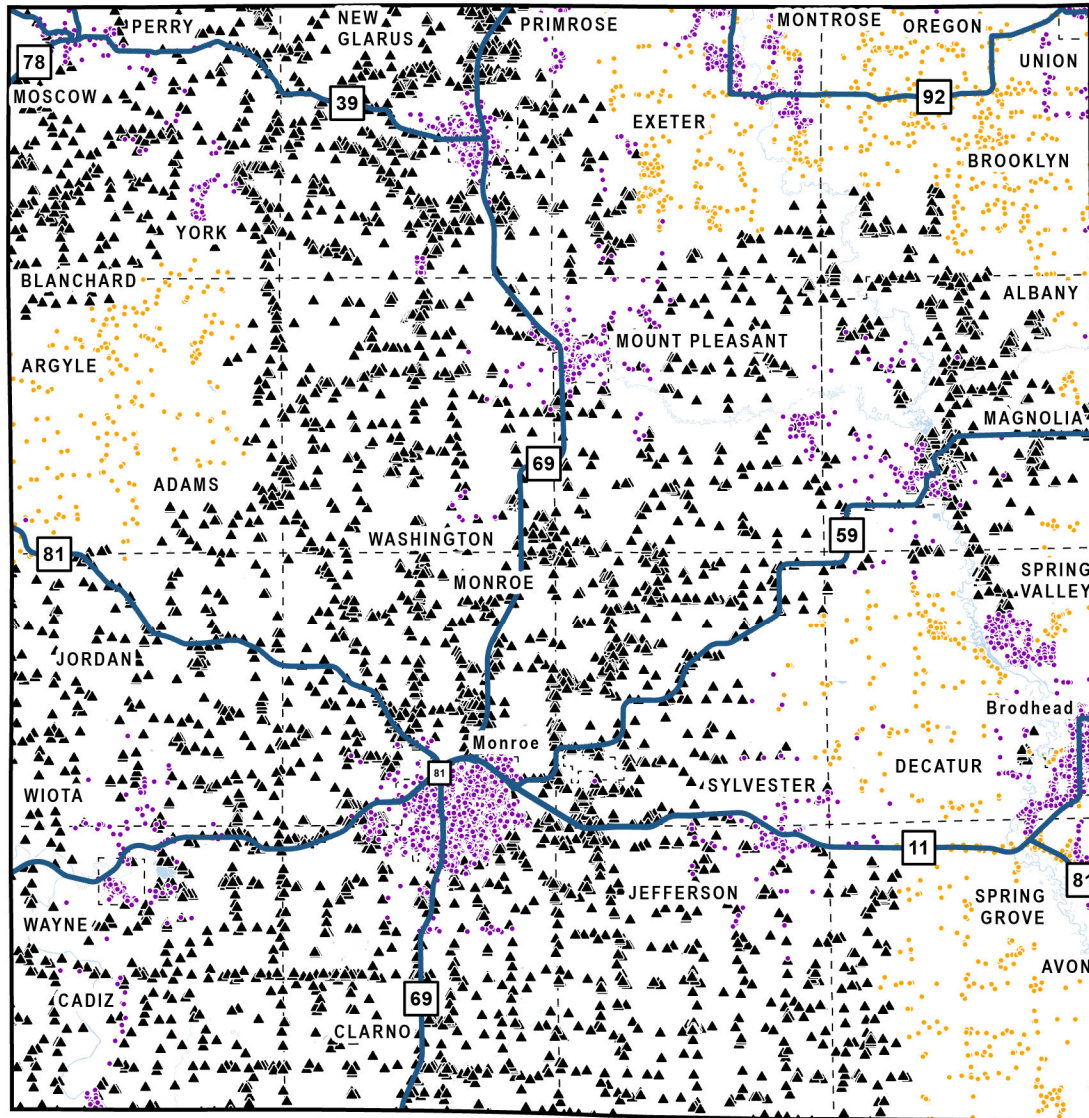 PERRY
NEW
GLARUS
PRIMROSE
MONTROSE
OREGON
UNION
78
MOSCOW
39
92
EXETER
BROOKLYN
YORK
BLANCHARD
ALBANY
ARGYLE
MOUNT PLEASANT
MAGNOLIA
69
ADAMS
WASHINGTON
59
81
MONROE
SPRING
VALLEY
JORDAN
Brodhead
Monroe
81
DECATUR
SYLVESTER
WIOTA
11
81
JEFFERSON
SPRING
GROVE
WAYNE
AVON
CADIZ
69
CLARNO